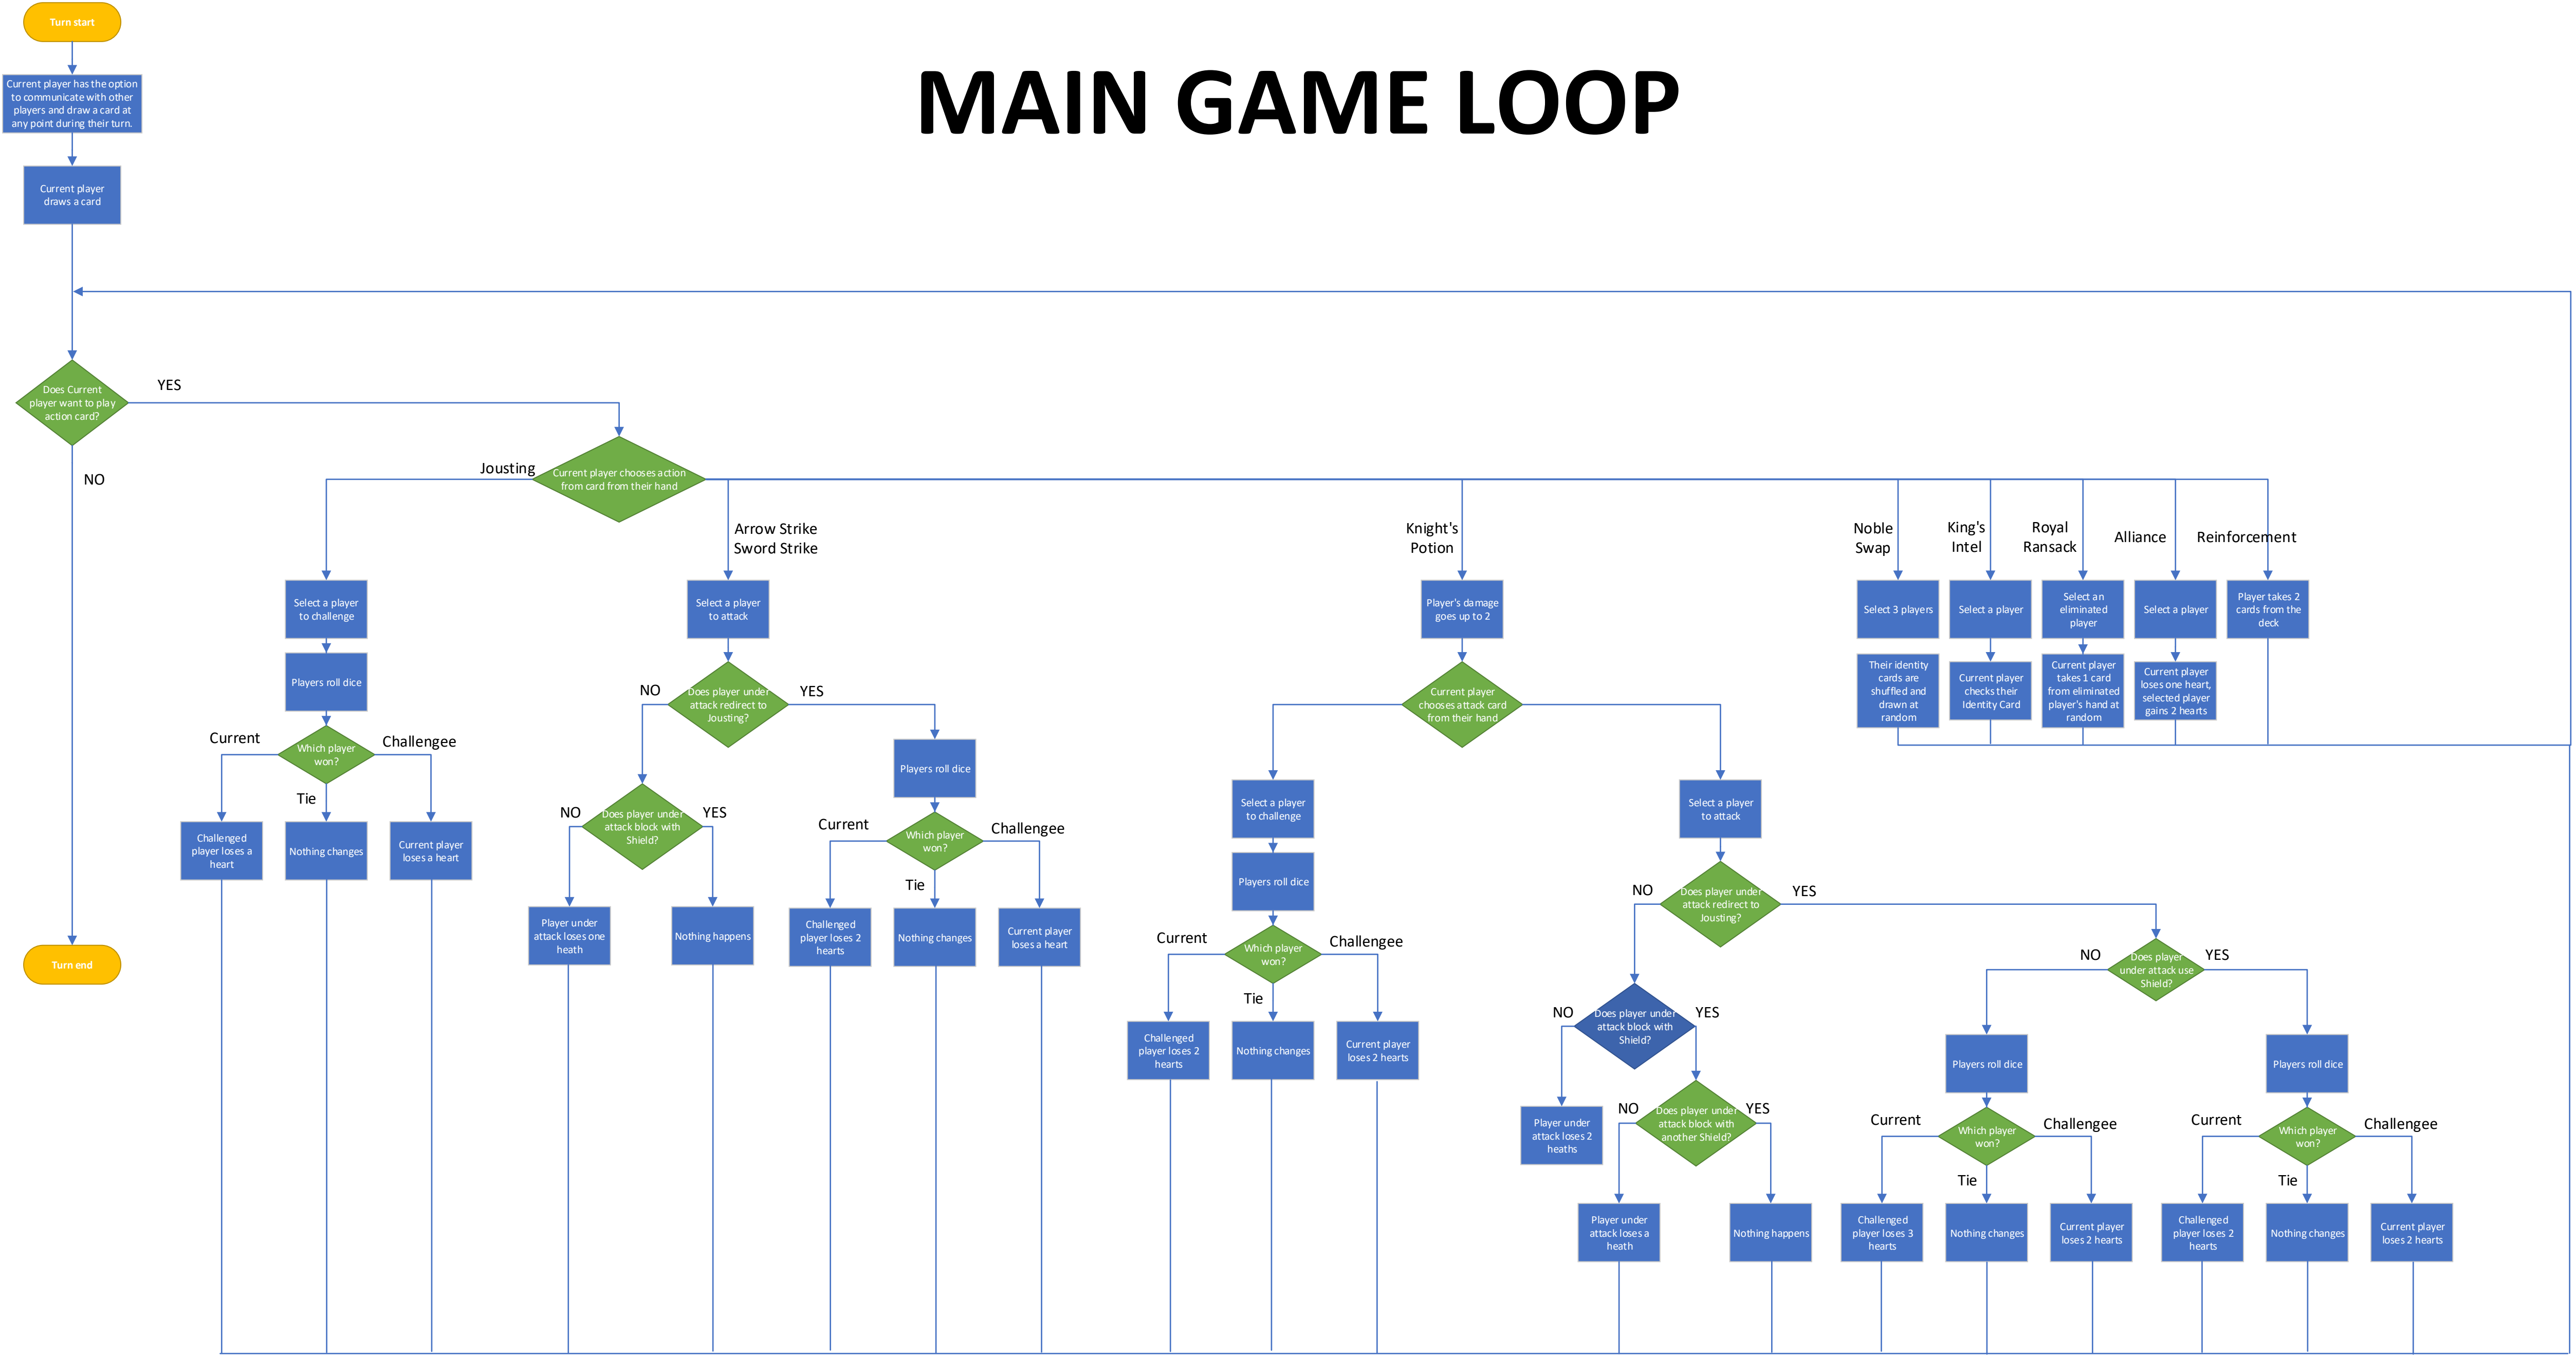 Turn start
MAIN GAME LOOP
Current player has the option
to communicate with other
players and draw a card at
any point during their turn.
Current player
draws a card
Does Current
player want to play
action card?
YES
NO
Turn end
Current player chooses action
from card from their hand
Jousting
Select a player
to challenge
Players roll dice
Which player
won?
Current
Tie
Challengee
Challenged
player loses a
heart
Nothing changes
Current player
loses a heart
Arrow Strike
Sword Strike
Select a player
to attack
Does player under
attack redirect to
Jousting?
NO
YES
Does player under
attack block with
Shield?
NO
YES
Player under
attack loses one
heath
Nothing happens
Players roll dice
Which player
won?
Current
Tie
Challengee
Challenged
player loses 2
hearts
Nothing changes
Current player
loses a heart
Knight's
Potion
Player's damage
goes up to 2
Current player
chooses attack card
from their hand
Select a player
to challenge
Players roll dice
Which player
won?
Current
Tie
Challengee
Challenged
player loses 2
hearts
Nothing changes
Current player
loses 2 hearts
Select a player
to attack
Does player under
attack redirect to
Jousting?
NO
YES
Does player under
attack block with
Shield?
NO
YES
Player under
attack loses 2
heaths
Does player under
attack block with
another Shield?
NO
YES
Player under
attack loses a
heath
Nothing happens
Does player
under attack use
Shield?
NO
YES
Players roll dice
Which player
won?
Current
Tie
Challengee
Challenged
player loses 3
hearts
Nothing changes
Current player
loses 2 hearts
Players roll dice
Which player
won?
Current
Tie
Challengee
Challenged
player loses 2
hearts
Nothing changes
Current player
loses 2 hearts
Noble
Swap
Select 3 players
Their identity
cards are
shuffled and
drawn at
random
King's
Intel
Select a player
Current player
checks their
Identity Card
Royal
Ransack
Select an
eliminated
player
Current player
takes 1 card
from eliminated
player's hand at
random
Alliance
Select a player
Current player
loses one heart,
selected player
gains 2 hearts
Reinforcement
Player takes 2
cards from the
deck